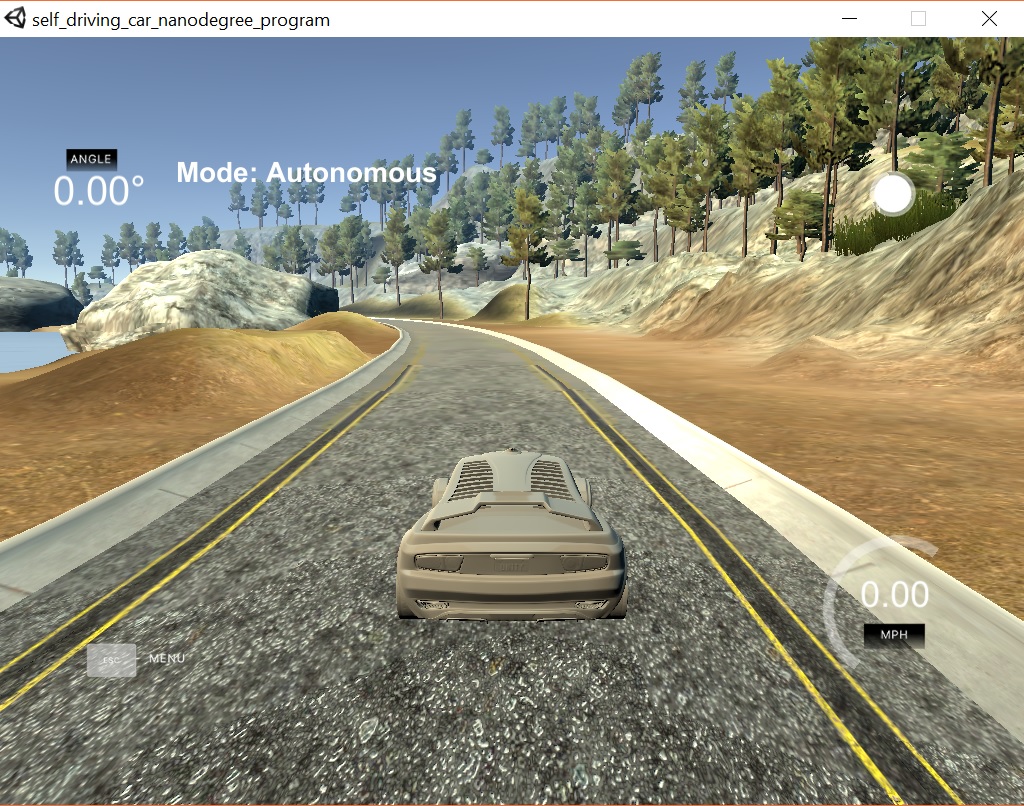 self_driving_car_nanodegree_program
ANGLE
0.00°
Mode: Autonomous
0.00
MPH
ESC
MENU